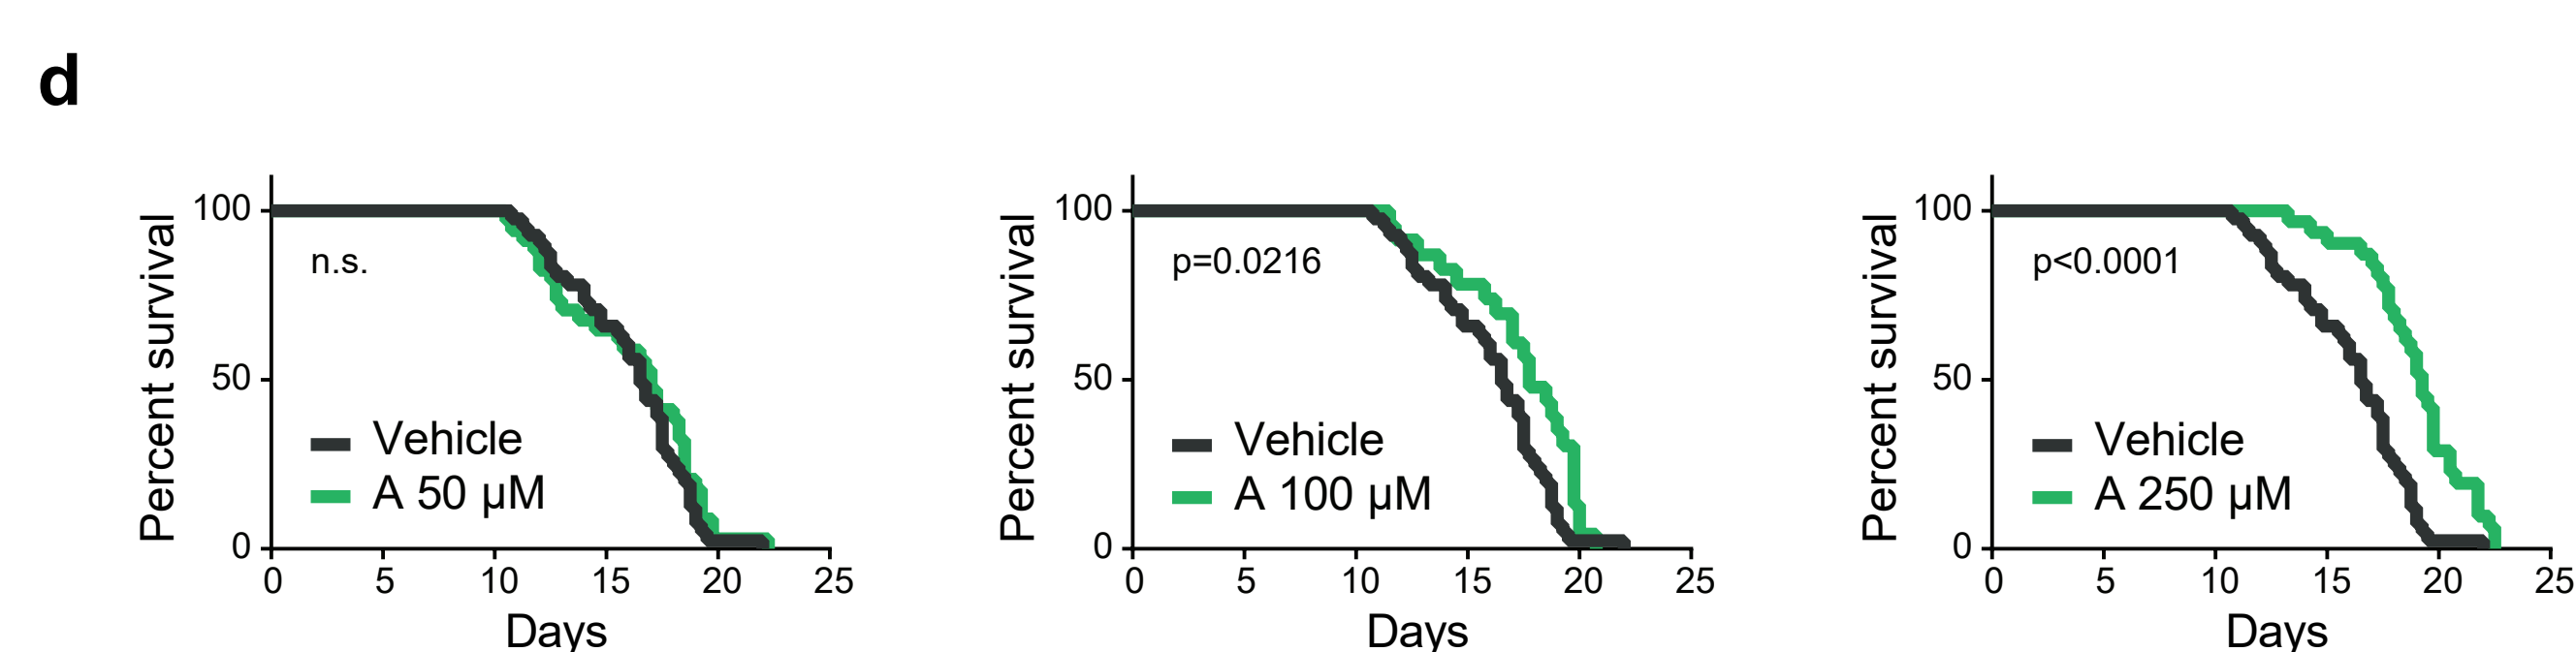 d
Percent survival
100
50
0
n.s.
Vehicle
A 50 µM
0 5 10 15 20 25
Days
Percent survival
100
50
0
p=0.0216
Vehicle
A 100 µM
0 5 10 15 20 25
Days
Percent survival
100
50
0
p<0.0001
Vehicle
A 250 µM
0 5 10 15 20 25
Days